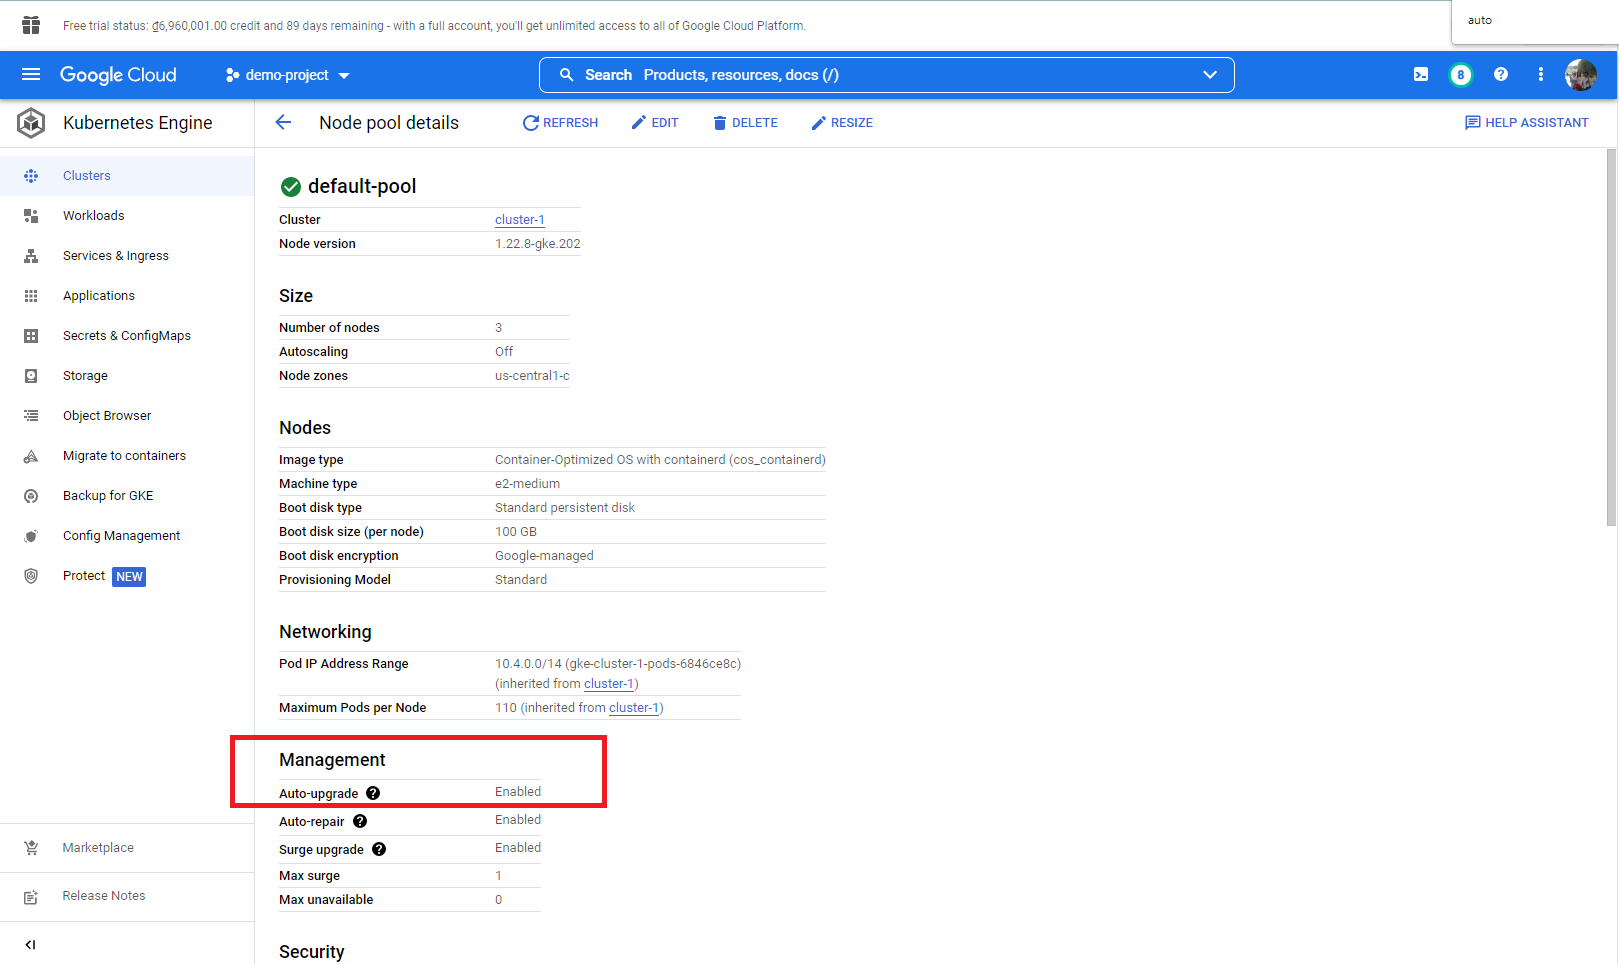 Free trial status: ₫6,960,001.00 credit and 89 days remaining - with a full account, you'll get unlimited access to all of Google Cloud Platform.
auto
Google Cloud
demo-project
Search Products, resources, docs (/)
8
Kubernetes Engine
Node pool details
REFRESH
EDIT
DELETE
RESIZE
HELP ASSISTANT
Clusters
Workloads
Services & Ingress
Applications
Secrets & ConfigMaps
Storage
Object Browser
Migrate to containers
Backup for GKE
Config Management
Protect NEW
Marketplace
Release Notes
default-pool
Cluster cluster-1
Node version 1.22.8-gke.202
Size
Number of nodes 3
Autoscaling Off
Node zones us-central1-c
Nodes
Image type Container-Optimized OS with containerd (cos_containerd)
Machine type e2-medium
Boot disk type Standard persistent disk
Boot disk size (per node) 100 GB
Boot disk encryption Google-managed
Provisioning Model Standard
Networking
Pod IP Address Range 10.4.0.0/14 (gke-cluster-1-pods-6846ce8c)
(inherited from cluster-1)
Maximum Pods per Node 110 (inherited from cluster-1)
Management
Auto-upgrade Enabled
Auto-repair Enabled
Surge upgrade Enabled
Max surge 1
Max unavailable 0
Security